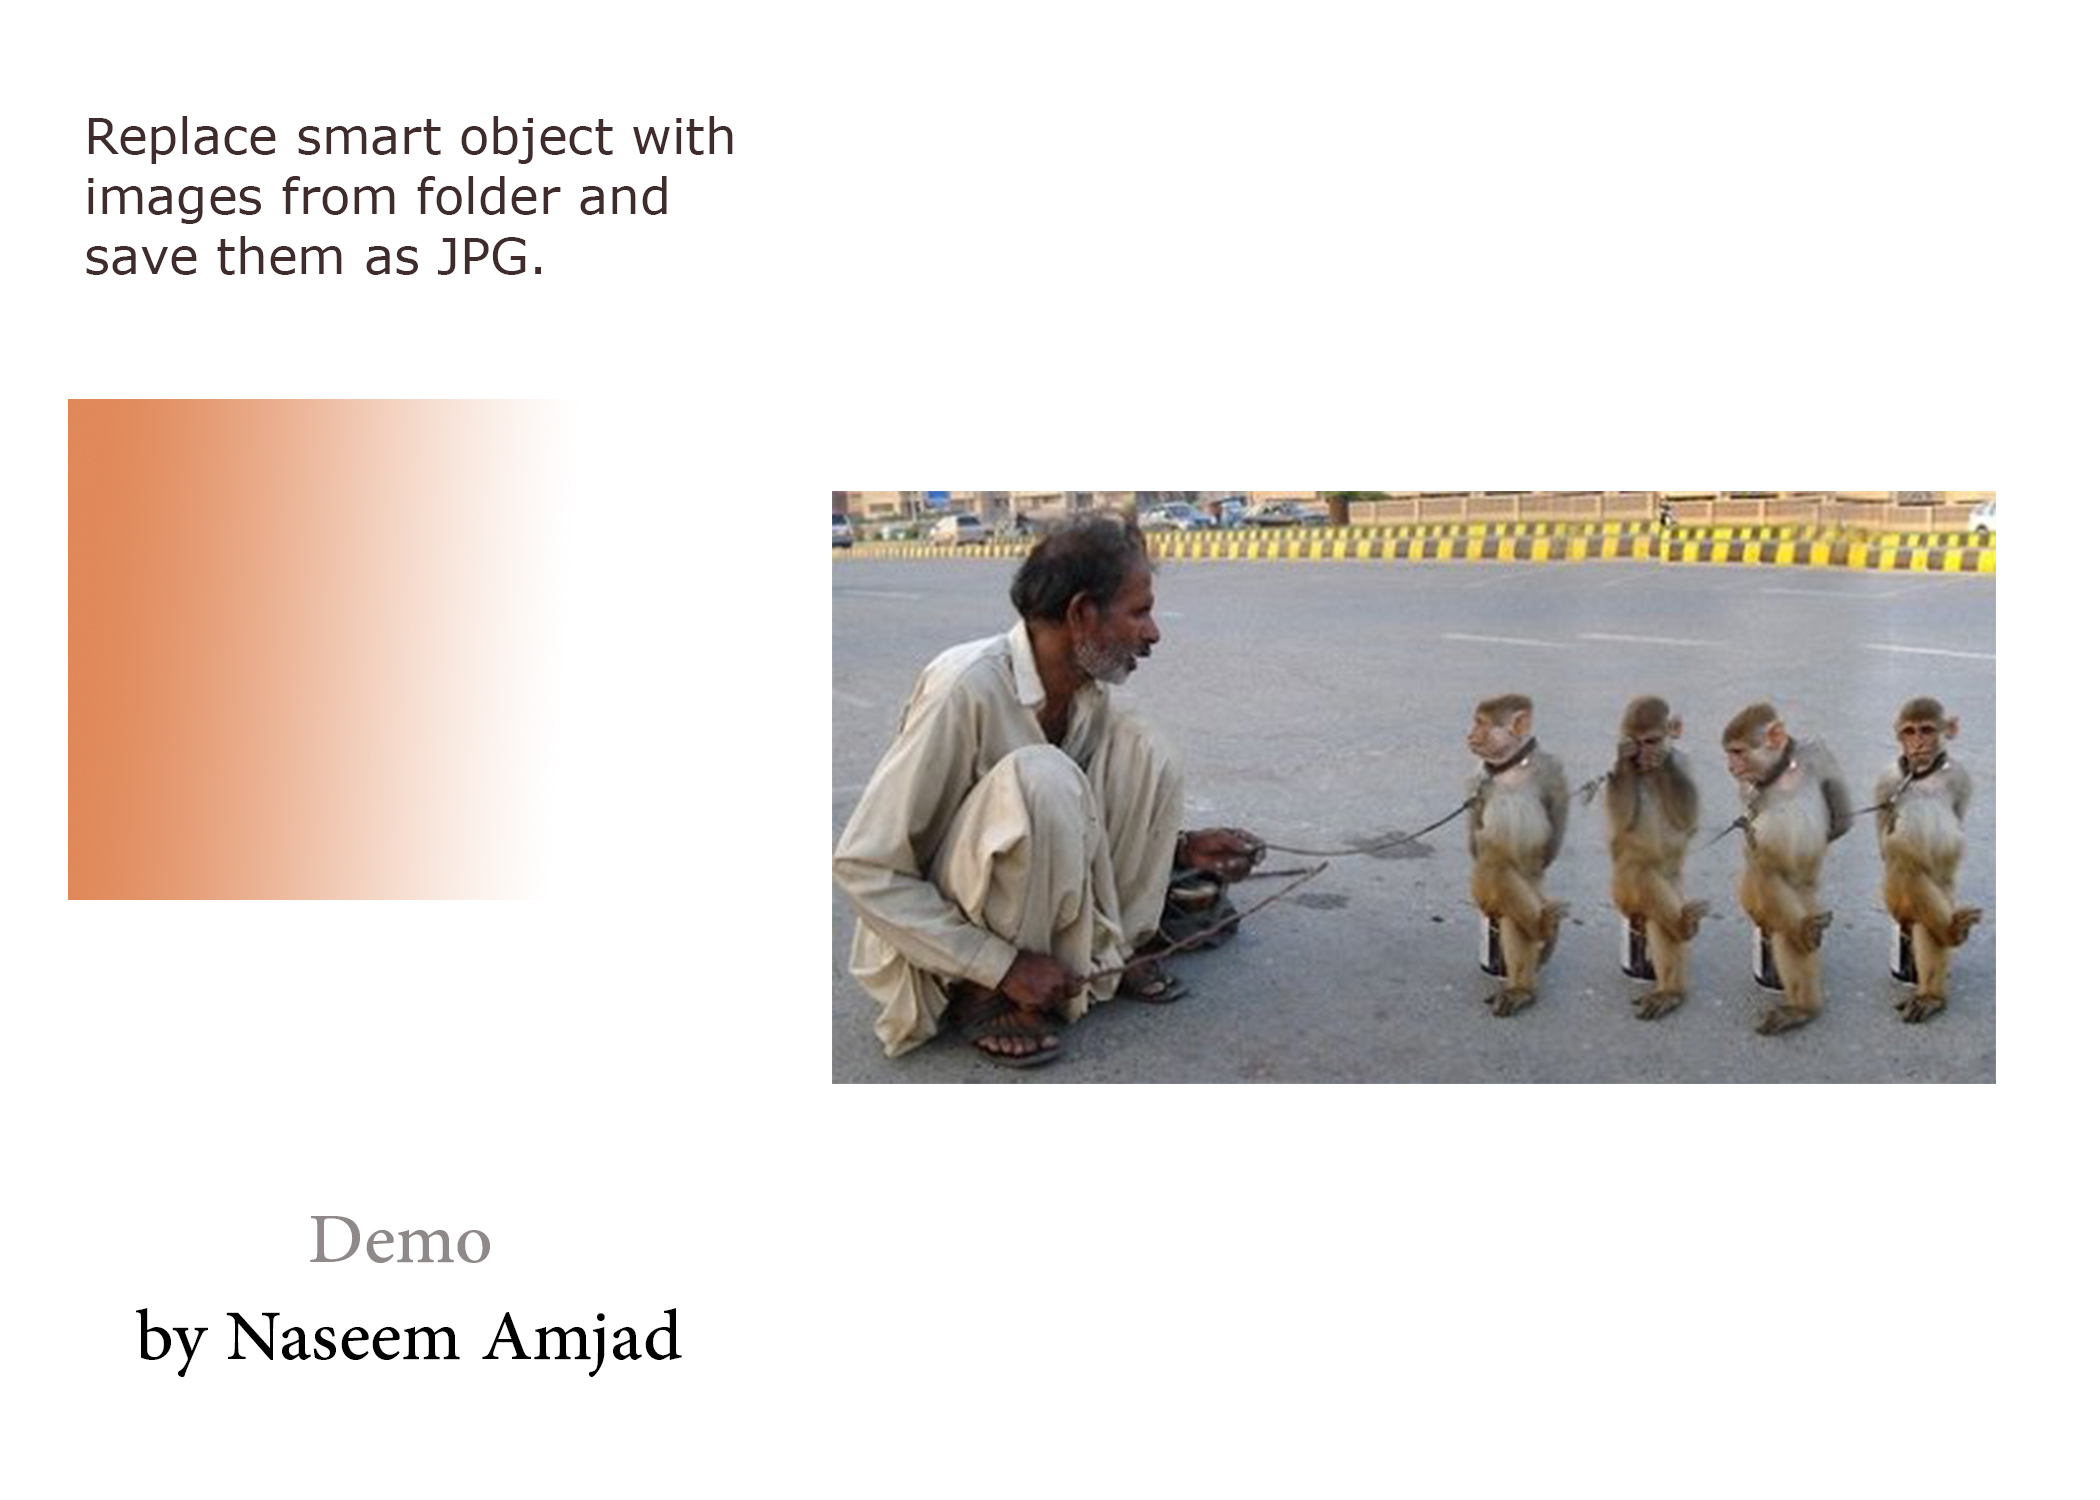 Replace smart object with
images from folder and
save them as JPG.
Demo
by Naseem Amjad